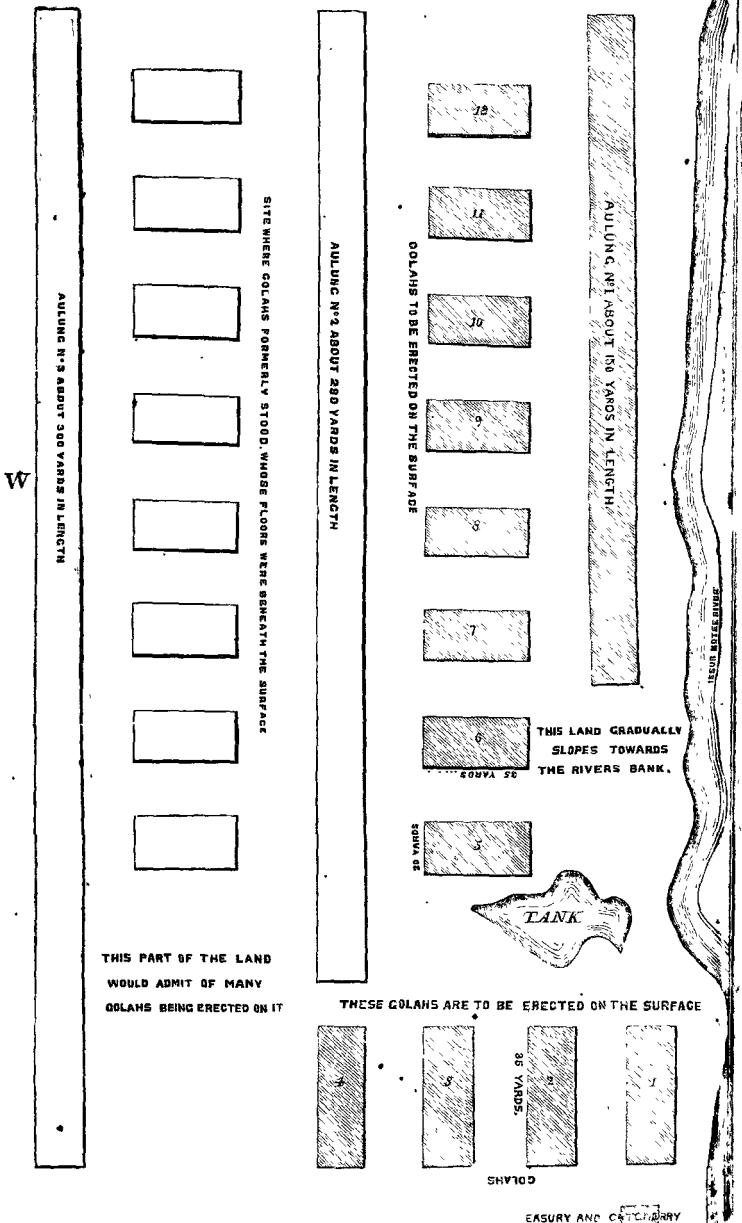 W
AULUNG Nº3 ABOUT 300 YARDS IN LENGTH
SITE WHERE GOLAHS FORMERLY STOOD, WHOSE FLOORS WERE BENEATH THE SURFACE
AULUNG Nº2 ABOUT 280 YARDS IN LENGTH
GOLAHS TO BE ERECTED ON THE SURFACE
12
11
10
9
8
7
6
35 YARDS
5
YARDS
AULUNG Nº1 ABOUT 150 YARDS IN LENGTH
RIVER
THIS LAND GRADUALLY
SLOPES TOWARDS
THE RIVERS BANK.
TANK
THIS PART OF THE LAND
WOULD ADMIT OF MANY
GOLAHS BEING ERECTED ON IT
THESE GOLAHS ARE TO BE ERECTED ON THE SURFACE
4
3
35 YARDS.
2
1
GOLAHS
EASURY AND